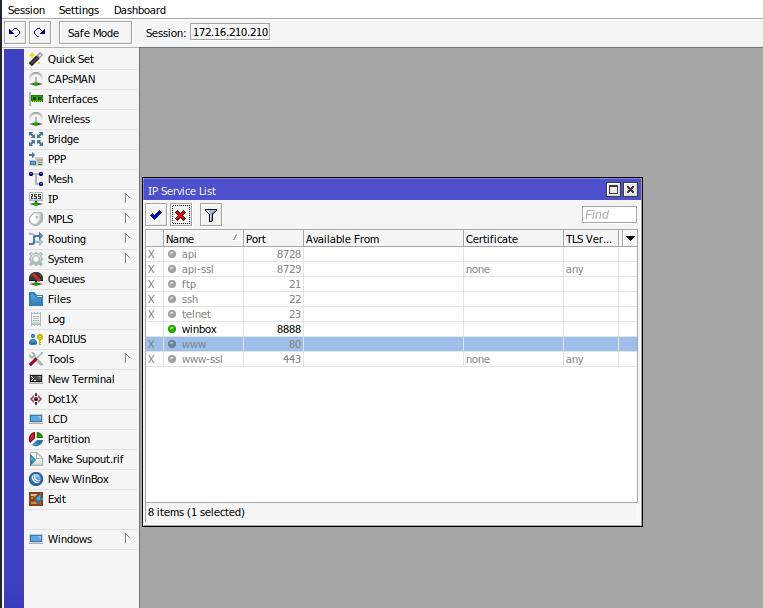 Session Settings Dashboard
Safe Mode Session: 172.16.210.210
Quick Set
CAPsMAN
Interfaces
Wireless
Bridge
PPP
Mesh
IP
MPLS
Routing
System
Queues
Files
Log
RADIUS
Tools
New Terminal
Dot1X
LCD
Partition
Make Supout.rif
New WinBox
Exit
Windows
IP Service List
Find
Name / Port Available From Certificate TLS Ver...
X api 8728
X api-ssl 8729 none any
X ftp 21
X ssh 22
X telnet 23
winbox 8888
X www 80
X www-ssl 443 none any
8 items (1 selected)